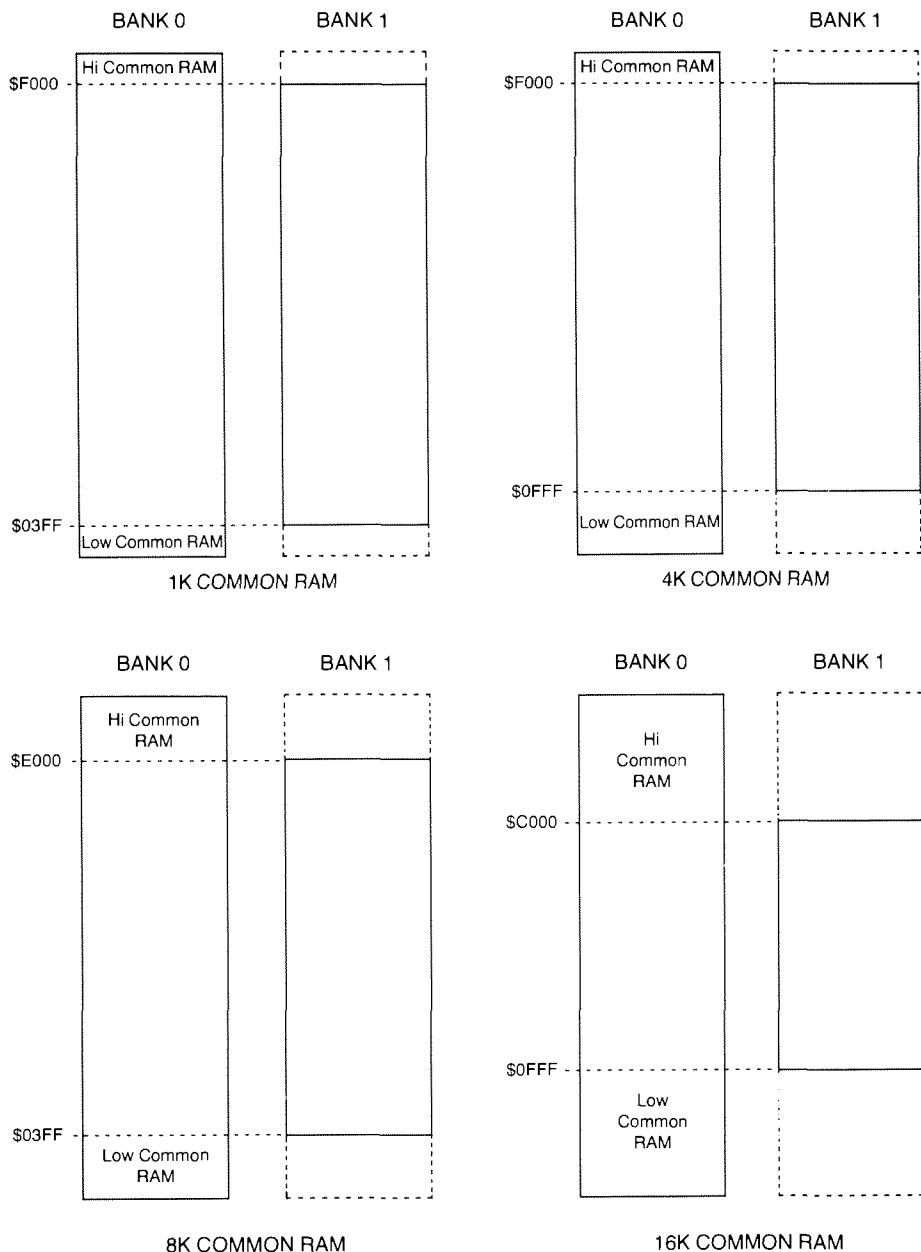 BANK 0 BANK 1
Hi Common RAM
$F000
$03FF
Low Common RAM
1K COMMON RAM
BANK 0 BANK 1
Hi Common RAM
$F000
$0FFF
Low Common RAM
4K COMMON RAM
BANK 0 BANK 1
Hi Common
RAM
$E000
$03FF
Low Common
RAM
8K COMMON RAM
BANK 0 BANK 1
Hi
Common
RAM
$C000
$0FFF
Low
Common
RAM
16K COMMON RAM